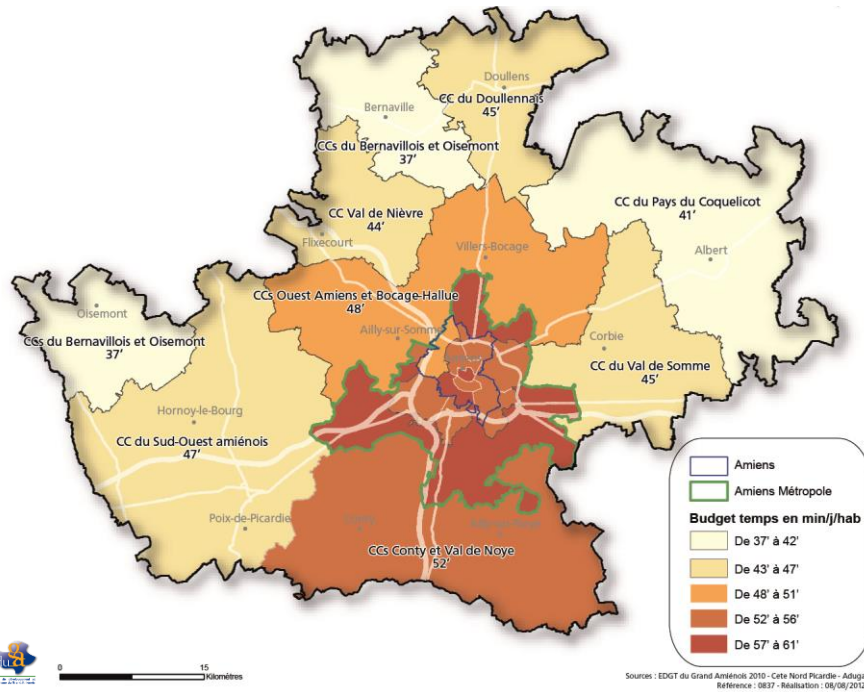 Doullens
CC du Doullennais
45'
Bernaville
CCs du Bernavillois et Oisemont
37'
CC du Pays du Coquelicot
41'
CC Val de Nièvre
44'
Flixecourt
Villers-Bocage
Albert
Oisemont
CCs Ouest Amiens et Bocage-Hallue
48'
Ailly-sur-Somme
CCs du Bernavillois et Oisemont
37'
Corbie
CC du Val de Somme
45'
Hornoy-le-Bourg
CC du Sud-Ouest amiénois
47'
Poix-de-Picardie
CCs Conty et Val de Noye
52'
Amiens
Amiens Métropole
Budget temps en min/j/hab
De 37' à 42'
De 43' à 47'
De 48' à 51'
De 52' à 56'
De 57' à 61'
0 15
Kilomètres
Sources : EDGT du Grand Amiénois 2010 - Cete Nord Picardie - Aduga
Référence : 0837 - Réalisation : 08/08/2012